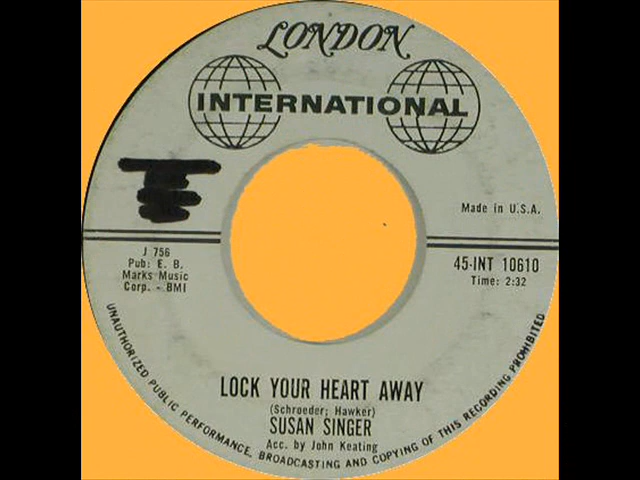 LONDON
INTERNATIONAL
Made in U.S.A.
J 756
Pub: E. B.
Marks Music
Corp. - BMI
45-INT 10610
Time: 2:32
LOCK YOUR HEART AWAY
(Schroeder; Hawker)
SUSAN SINGER
Acc. by John Keating
UNAUTHORIZED PUBLIC PERFORMANCE, BROADCASTING AND COPYING OF THIS RECORDING PROHIBITED